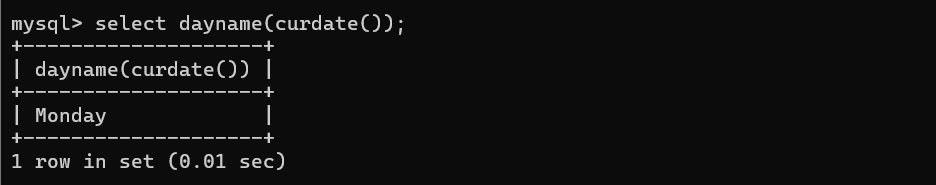 mysql> select dayname(curdate());
+--------------------+
| dayname(curdate()) |
+--------------------+
| Monday             |
+--------------------+
1 row in set (0.01 sec)